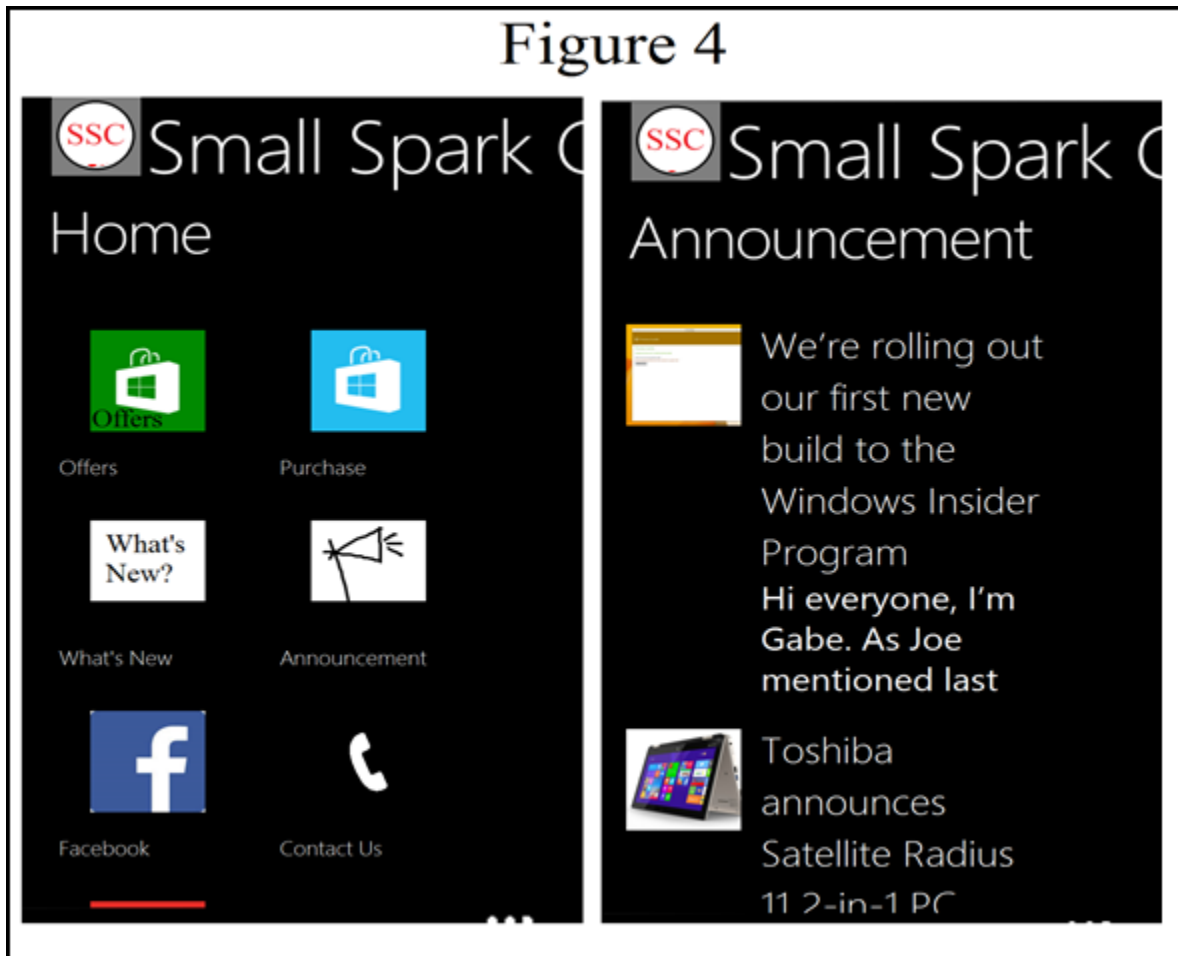 Figure 4
SSC
Small Spark C
Home
Offers
Offers
Purchase
What's
New?
What's New
Announcement
Facebook
Contact Us
SSC
Small Spark C
Announcement
We're rolling out
our first new
build to the
Windows Insider
Program
Hi everyone, I'm
Gabe. As Joe
mentioned last
Toshiba
announces
Satellite Radius
11 2-in-1 PC